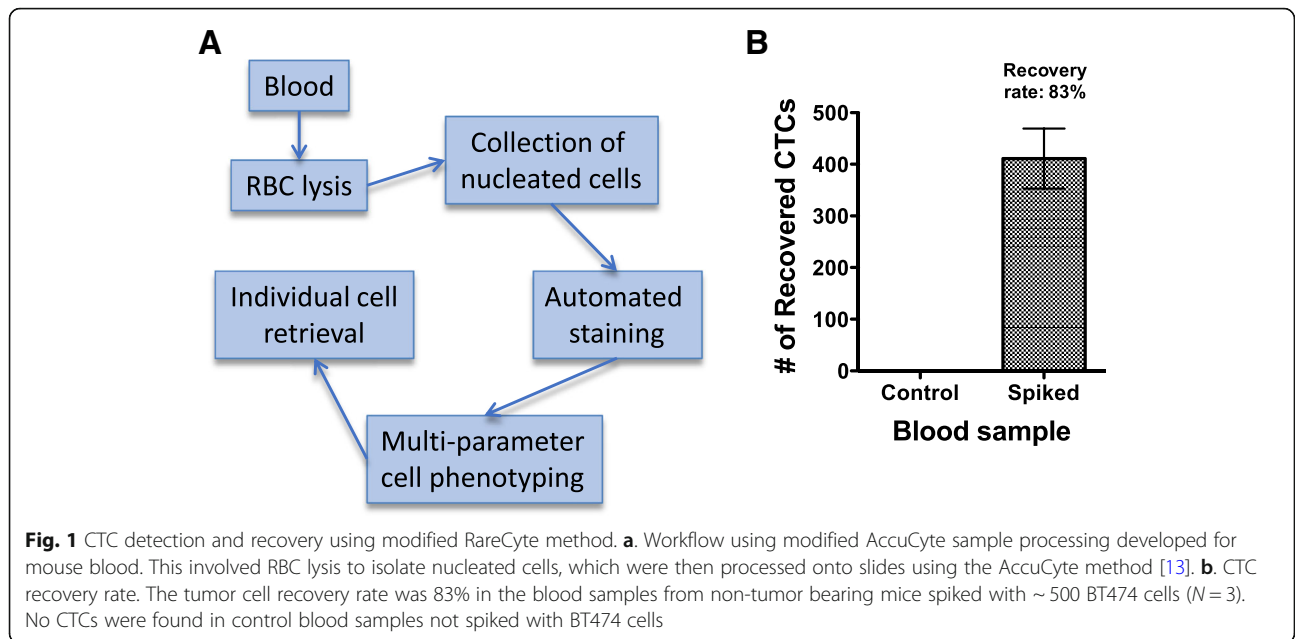 A
Blood
RBC lysis
Collection of
nucleated cells
Automated
staining
Multi-parameter
cell phenotyping
Individual cell
retrieval
B
Recovery
rate: 83%
# of Recovered CTCs
500
400
300
200
100
0
Control
Spiked
Blood sample
Fig. 1 CTC detection and recovery using modified RareCyte method. a. Workflow using modified AccuCyte sample processing developed for
mouse blood. This involved RBC lysis to isolate nucleated cells, which were then processed onto slides using the AccuCyte method [13]. b. CTC
recovery rate. The tumor cell recovery rate was 83% in the blood samples from non-tumor bearing mice spiked with ~ 500 BT474 cells (N = 3).
No CTCs were found in control blood samples not spiked with BT474 cells